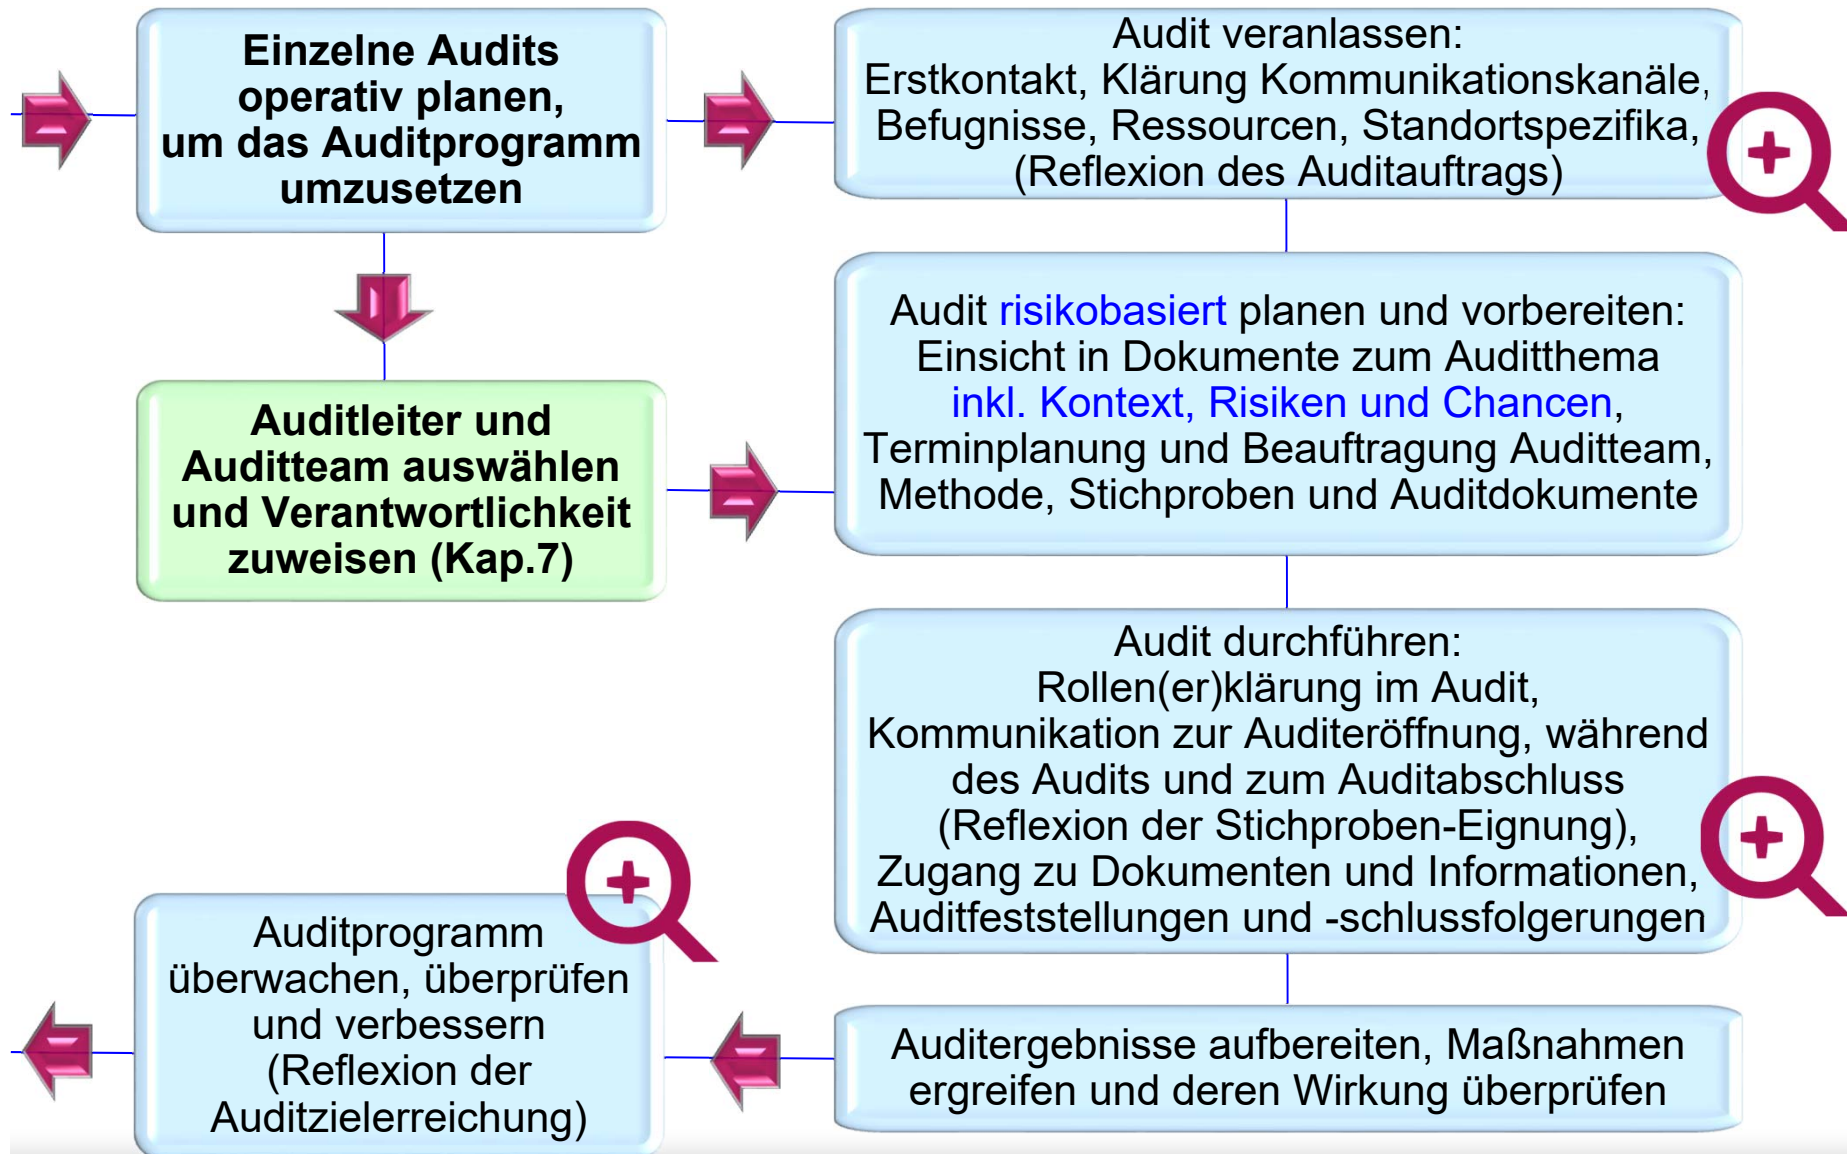 Einzelne Audits
operativ planen,
um das Auditprogramm
umzusetzen
Audit veranlassen:
Erstkontakt, Klärung Kommunikationskanäle,
Befugnisse, Ressourcen, Standortspezifika,
(Reflexion des Auditauftrags)
Auditleiter und
Auditteam auswählen
und Verantwortlichkeit
zuweisen (Kap.7)
Audit risikobasiert planen und vorbereiten:
Einsicht in Dokumente zum Auditthema
inkl. Kontext, Risiken und Chancen,
Terminplanung und Beauftragung Auditteam,
Methode, Stichproben und Auditdokumente
Audit durchführen:
Rollen(er)klärung im Audit,
Kommunikation zur Auditeröffnung, während
des Audits und zum Auditabschluss
(Reflexion der Stichproben-Eignung),
Zugang zu Dokumenten und Informationen,
Auditfeststellungen und -schlussfolgerungen
Auditergebnisse aufbereiten, Maßnahmen
ergreifen und deren Wirkung überprüfen
Auditprogramm
überwachen, überprüfen
und verbessern
(Reflexion der
Auditzielerreichung)